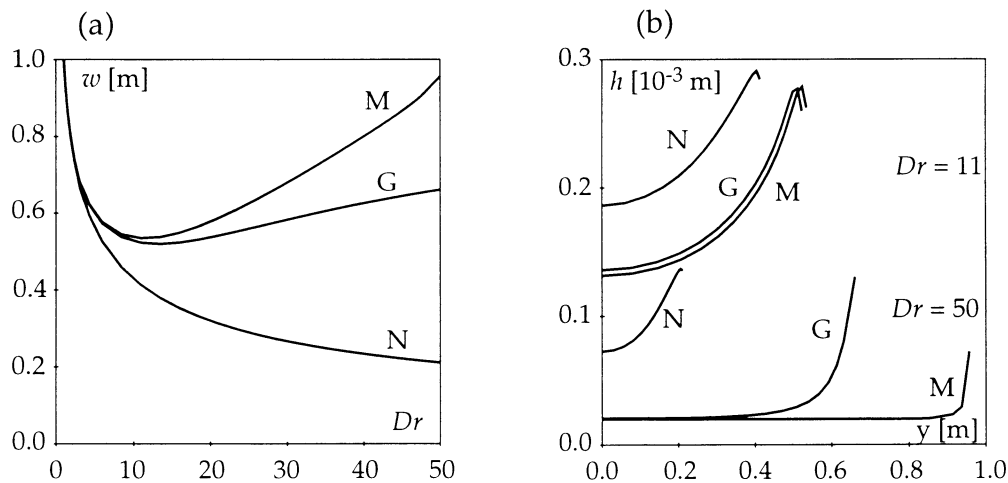 (a)
1.0
w [m]
0.8
0.6
0.4
0.2
0.0
M
G
N
Dr
0 10 20 30 40 50
(b)
0.3
h [10⁻³ m]
0.2
0.1
0.0
N
G
M
Dr = 11
N
Dr = 50
G
M
y [m]
0.0 0.2 0.4 0.6 0.8 1.0